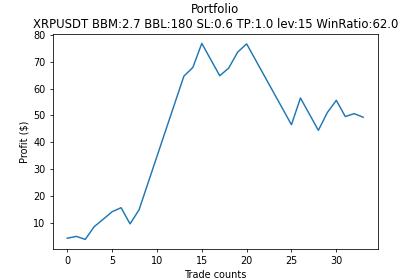 Portfolio
XRPUSDT BBM:2.7 BBL:180 SL:0.6 TP:1.0 lev:15 WinRatio:62.0
80
70
60
50
40
30
20
10
Profit ($)
0 5 10 15 20 25 30
Trade counts